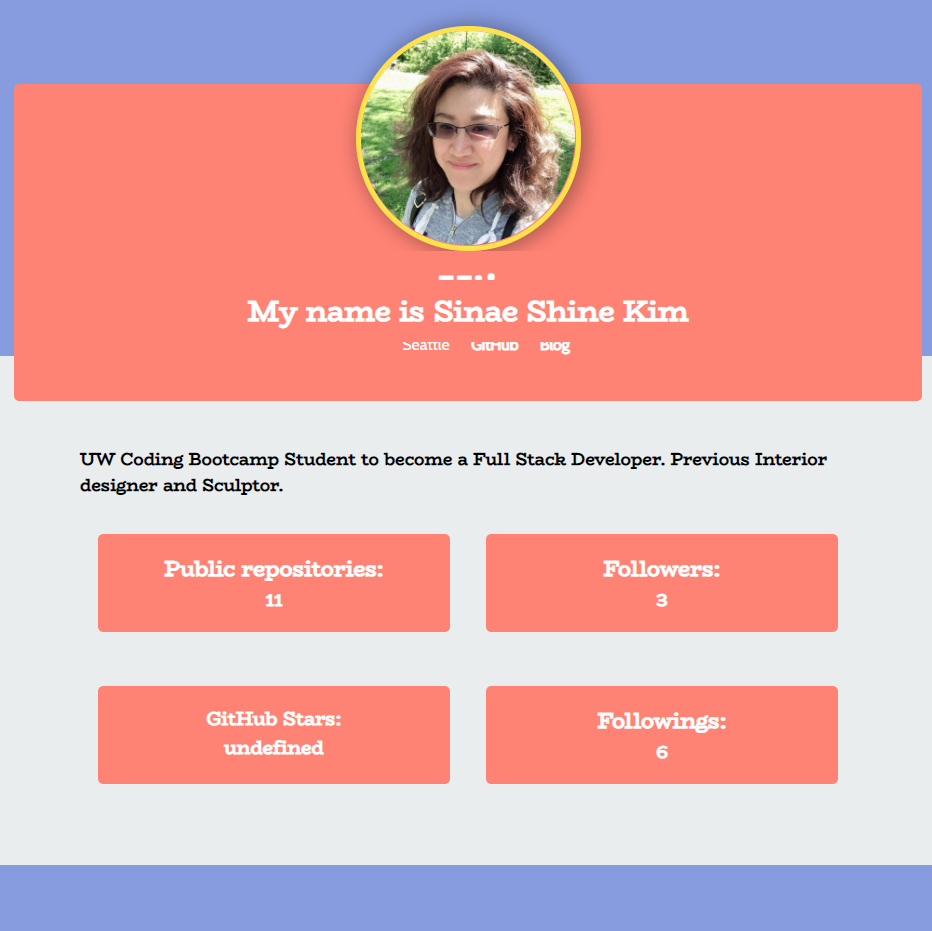 My name is Sinae Shine Kim
Seattle GitHub Blog
UW Coding Bootcamp Student to become a Full Stack Developer. Previous Interior
designer and Sculptor.
Public repositories:
11
Followers:
3
GitHub Stars:
undefined
Followings:
6